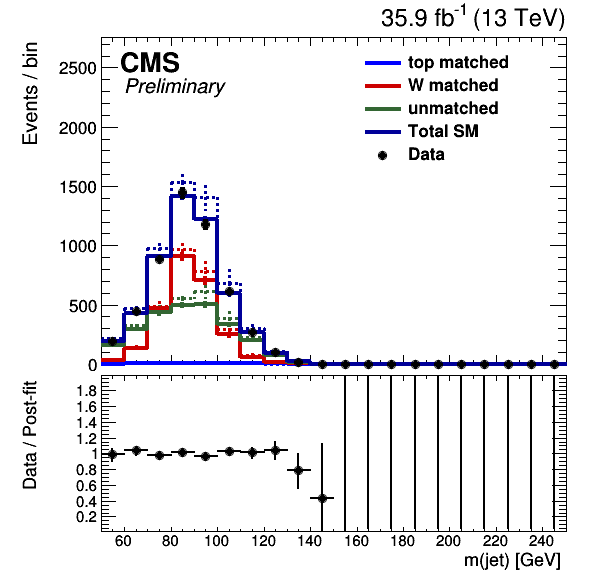 35.9 fb⁻¹ (13 TeV)
CMS
Preliminary
top matched
W matched
unmatched
Total SM
Data
Events / bin
2500
2000
1500
1000
500
0
Data / Post-fit
1.8
1.6
1.4
1.2
1
0.8
0.6
0.4
0.2
60 80 100 120 140 160 180 200 220 240
m(jet) [GeV]